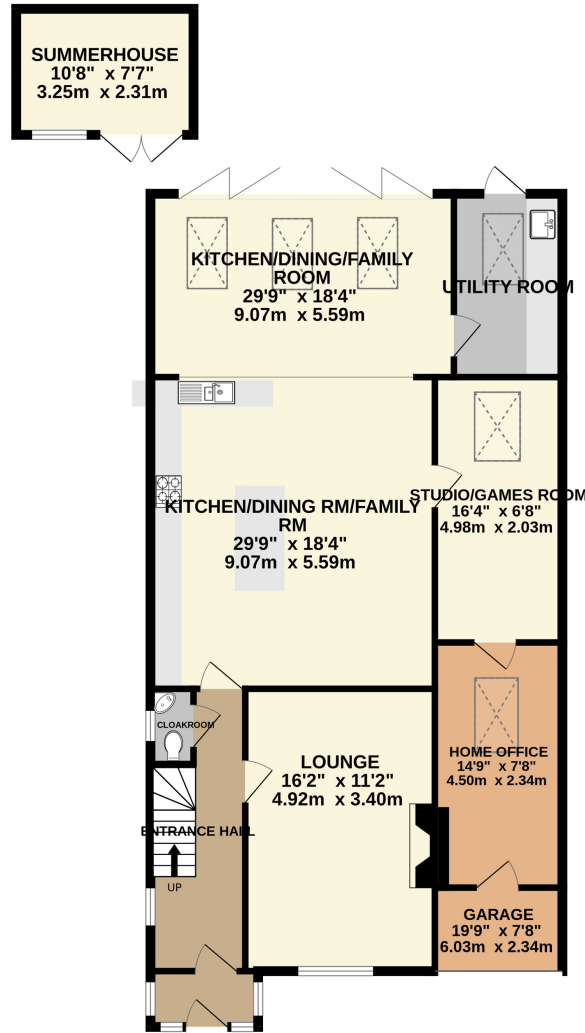 SUMMERHOUSE
10'8" x 7'7"
3.25m x 2.31m
KITCHEN/DINING/FAMILY
ROOM
29'9" x 18'4"
9.07m x 5.59m
UTILITY ROOM
KITCHEN/DINING RM/FAMILY
RM
29'9" x 18'4"
9.07m x 5.59m
STUDIO/GAMES ROOM
16'4" x 6'8"
4.98m x 2.03m
CLOAKROOM
LOUNGE
16'2" x 11'2"
4.92m x 3.40m
HOME OFFICE
14'9" x 7'8"
4.50m x 2.34m
ENTRANCE HALL
UP
GARAGE
19'9" x 7'8"
6.03m x 2.34m